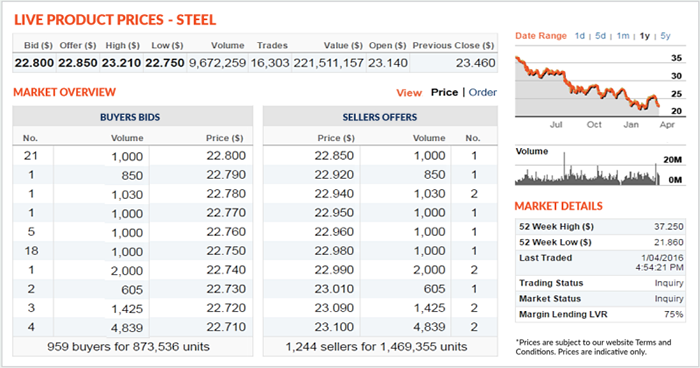 LIVE PRODUCT PRICES - STEEL
Bid ($) Offer ($) High ($) Low ($) Volume Trades Value ($) Open ($) Previous Close ($)
22.800 22.850 23.210 22.750 9,672,259 16,303 221,511,157 23.140 23.460
MARKET OVERVIEW View Price | Order
BUYERS BIDS
No. Volume Price ($)
21 1,000 22.800
1 850 22.790
1 1,030 22.780
1 1,000 22.770
5 1,000 22.760
18 1,000 22.750
1 2,000 22.740
2 605 22.730
3 1,425 22.720
4 4,839 22.710
959 buyers for 873,536 units
SELLERS OFFERS
Price ($) Volume No.
22.850 1,000 1
22.920 850 1
22.940 1,030 2
22.950 1,000 1
22.960 1,000 1
22.980 1,000 1
22.990 2,000 2
23.010 605 1
23.090 1,425 2
23.100 4,839 2
1,244 sellers for 1,469,355 units
Date Range 1d | 5d | 1m | 1y | 5y
35
30
25
20
Jul Oct Jan Apr
Volume
20M
0M
MARKET DETAILS
52 Week High ($) 37.250
52 Week Low ($) 21.860
Last Traded 1/04/2016
4:54:21 PM
Trading Status Inquiry
Market Status Inquiry
Margin Lending LVR 75%
*Prices are subject to our website Terms and
Conditions. Prices are indicative only.